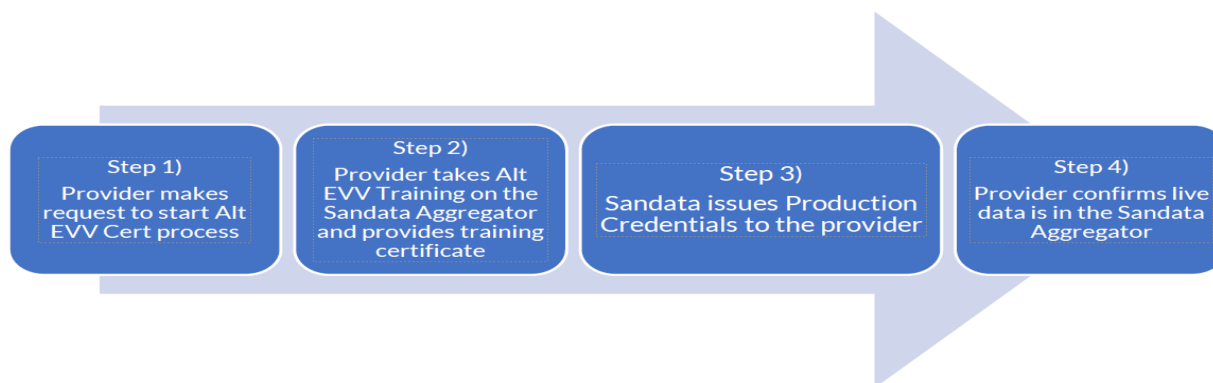 Step 1)
Provider makes
request to start Alt
EVV Cert process
Step 2)
Provider takes Alt
EVV Training on the
Sandata Aggregator
and provides training
certificate
Step 3)
Sandata issues Production
Credentials to the provider
Step 4)
Provider confirms live
data is in the Sandata
Aggregator